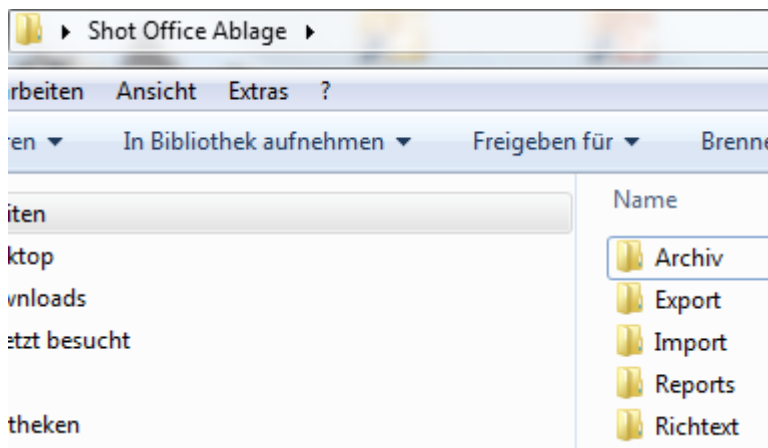 Shot Office Ablage
rbeiten Ansicht Extras ?
ren In Bibliothek aufnehmen Freigeben für Brenne
iten
ktop
wnloads
etzt besucht
theken
Name
Archiv
Export
Import
Reports
Richtext